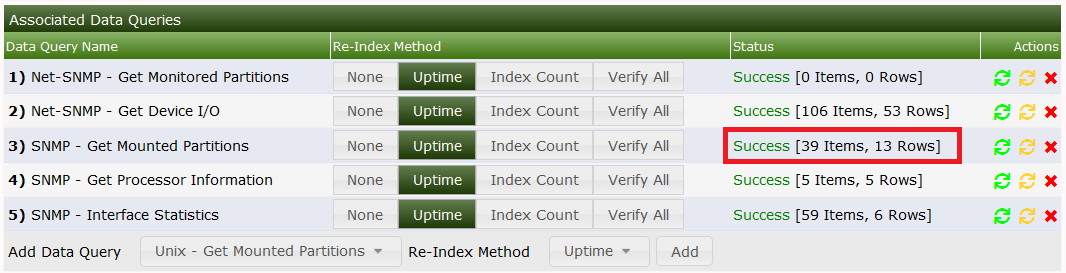 Associated Data Queries
Data Query Name Re-Index Method Status Actions
1) Net-SNMP - Get Monitored Partitions None Uptime Index Count Verify All Success [0 Items, 0 Rows]
2) Net-SNMP - Get Device I/O None Uptime Index Count Verify All Success [106 Items, 53 Rows]
3) SNMP - Get Mounted Partitions None Uptime Index Count Verify All Success [39 Items, 13 Rows]
4) SNMP - Get Processor Information None Uptime Index Count Verify All Success [5 Items, 5 Rows]
5) SNMP - Interface Statistics None Uptime Index Count Verify All Success [59 Items, 6 Rows]
Add Data Query Unix - Get Mounted Partitions Re-Index Method Uptime Add